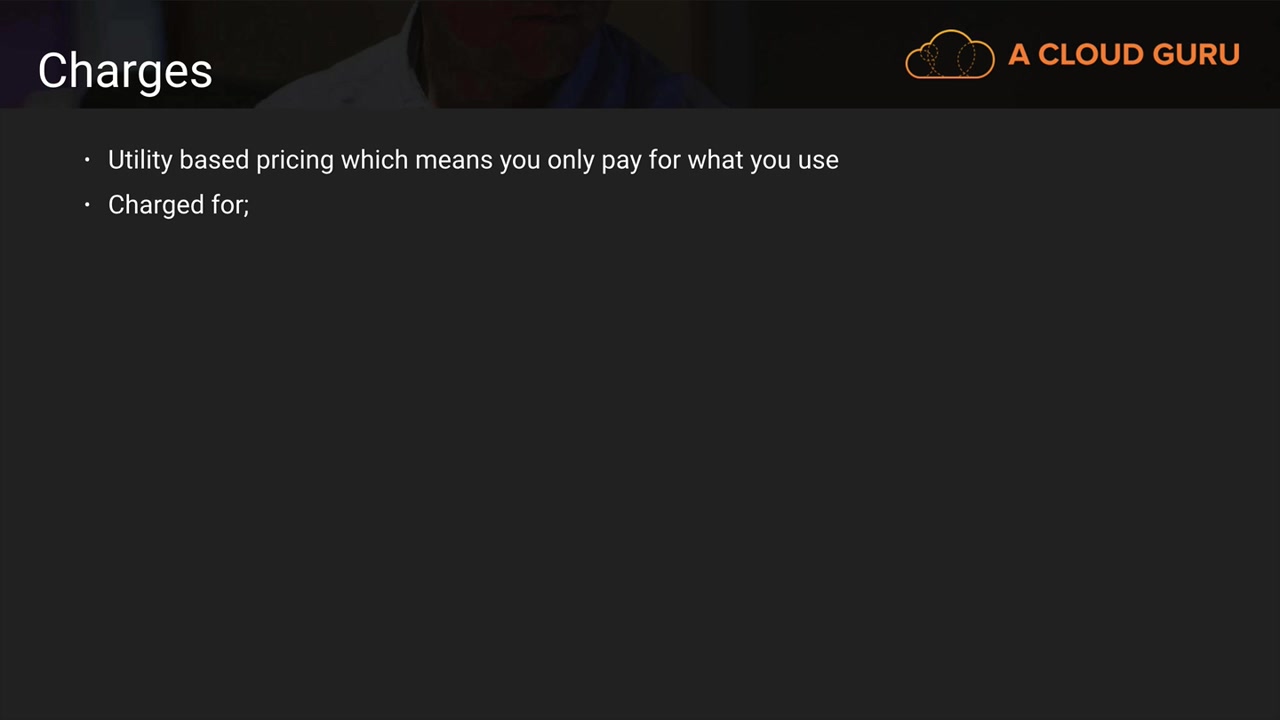 Charges
A CLOUD GURU
· Utility based pricing which means you only pay for what you use
· Charged for;